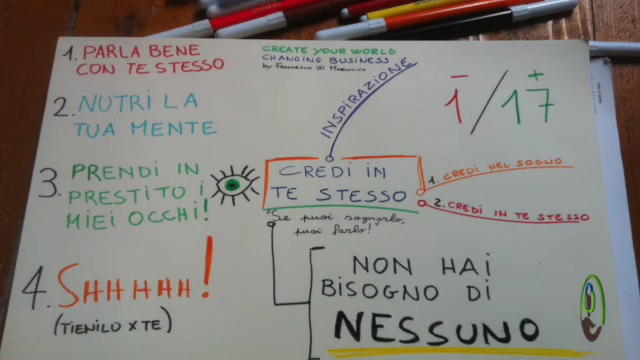 1. PARLA BENE
CON TE STESSO
2. NUTRI LA
TUA MENTE
3. PRENDI IN
PRESTITO I
MIEI OCCHI!
4. SHHHHH!
(TIENILO X TE)
CREATE YOUR WORLD
CHANGING BUSINESS
by Francesco
INSPIRAZIONE
CREDI IN
TE STESSO
"Se puoi sognarlo,
puoi farlo!"
1/17
- +
1. CREDI NEL SOGNO
2. CREDI IN TE STESSO
NON HAI
BISOGNO DI
NESSUNO